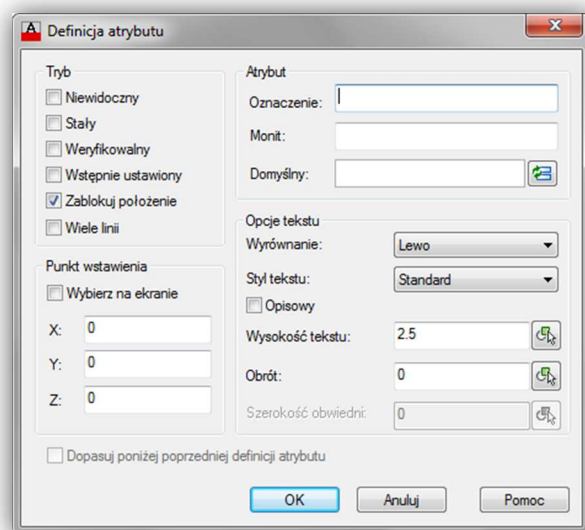 Definicja atrybutu
Tryb
Niewidoczny
Stały
Weryfikowalny
Wstępnie ustawiony
Zablokuj położenie
Wiele linii
Punkt wstawienia
Wybierz na ekranie
X: 0
Y: 0
Z: 0
Atrybut
Oznaczenie:
Monit:
Domyślny:
Opcje tekstu
Wyrównanie: Lewo
Styl tekstu: Standard
Opisowy
Wysokość tekstu: 2.5
Obrót: 0
Szerokość obwiedni: 0
Dopasuj poniżej poprzedniej definicji atrybutu
OK Anuluj Pomoc